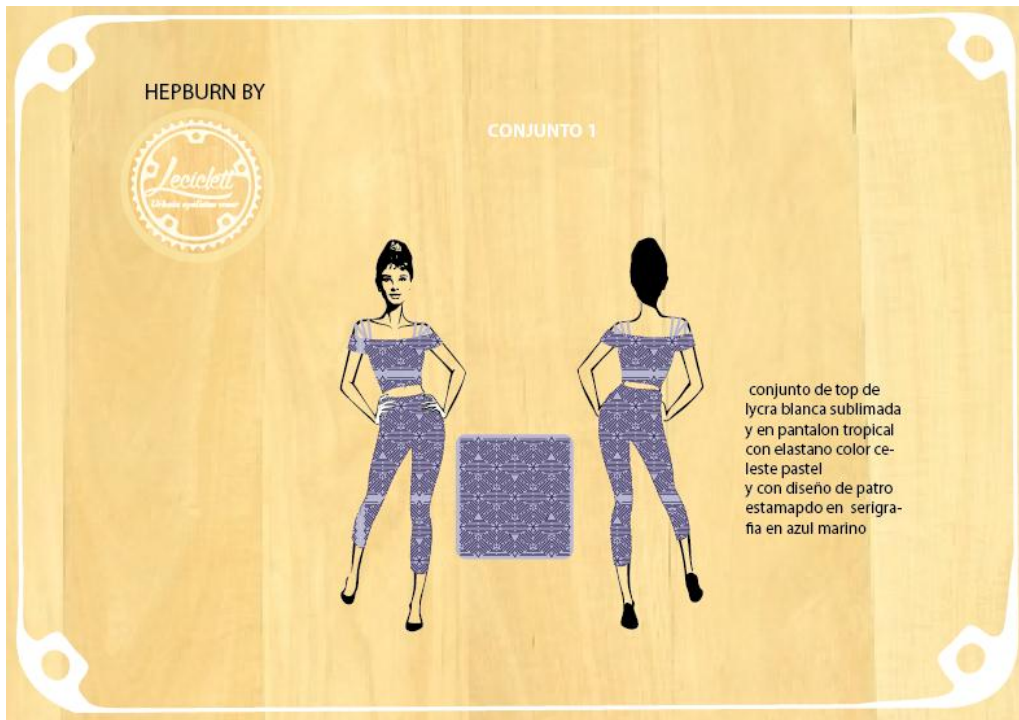 HEPBURN BY
Leciclett
CONJUNTO 1
conjunto de top de
lycra blanca sublimada
y en pantalon tropical
con elastano color ce-
leste pastel
y con diseño de patro
estamapdo en serigra-
fia en azul marino